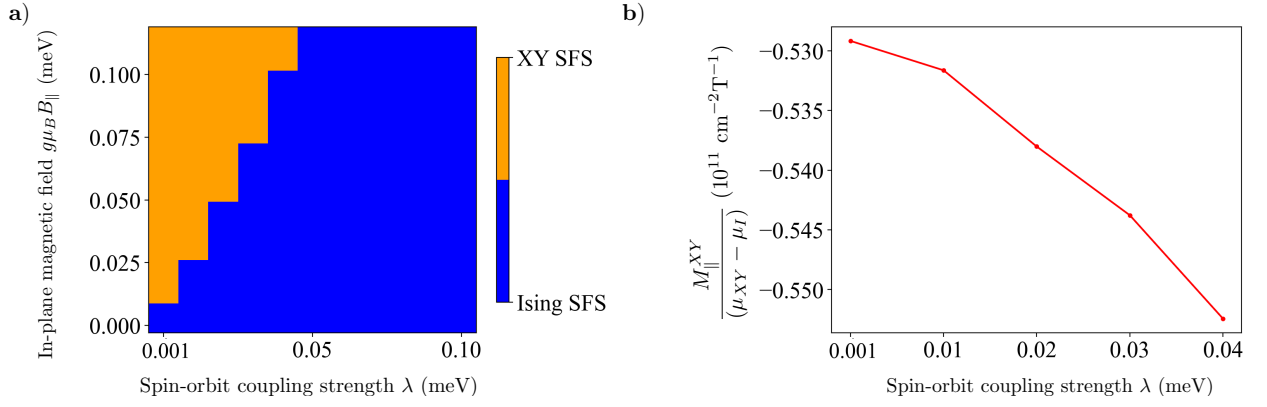 a)
In-plane magnetic field gμ_B B_∥ (meV)
0.100
0.075
0.050
0.025
0.000
0.001
0.05
0.10
Spin-orbit coupling strength λ (meV)
XY SFS
Ising SFS
b)
M_∥^{XY} / (μ_{XY} − μ_I) (10^{11} cm^{−2}T^{−1})
−0.530
−0.535
−0.540
−0.545
−0.550
0.001
0.01
0.02
0.03
0.04
Spin-orbit coupling strength λ (meV)